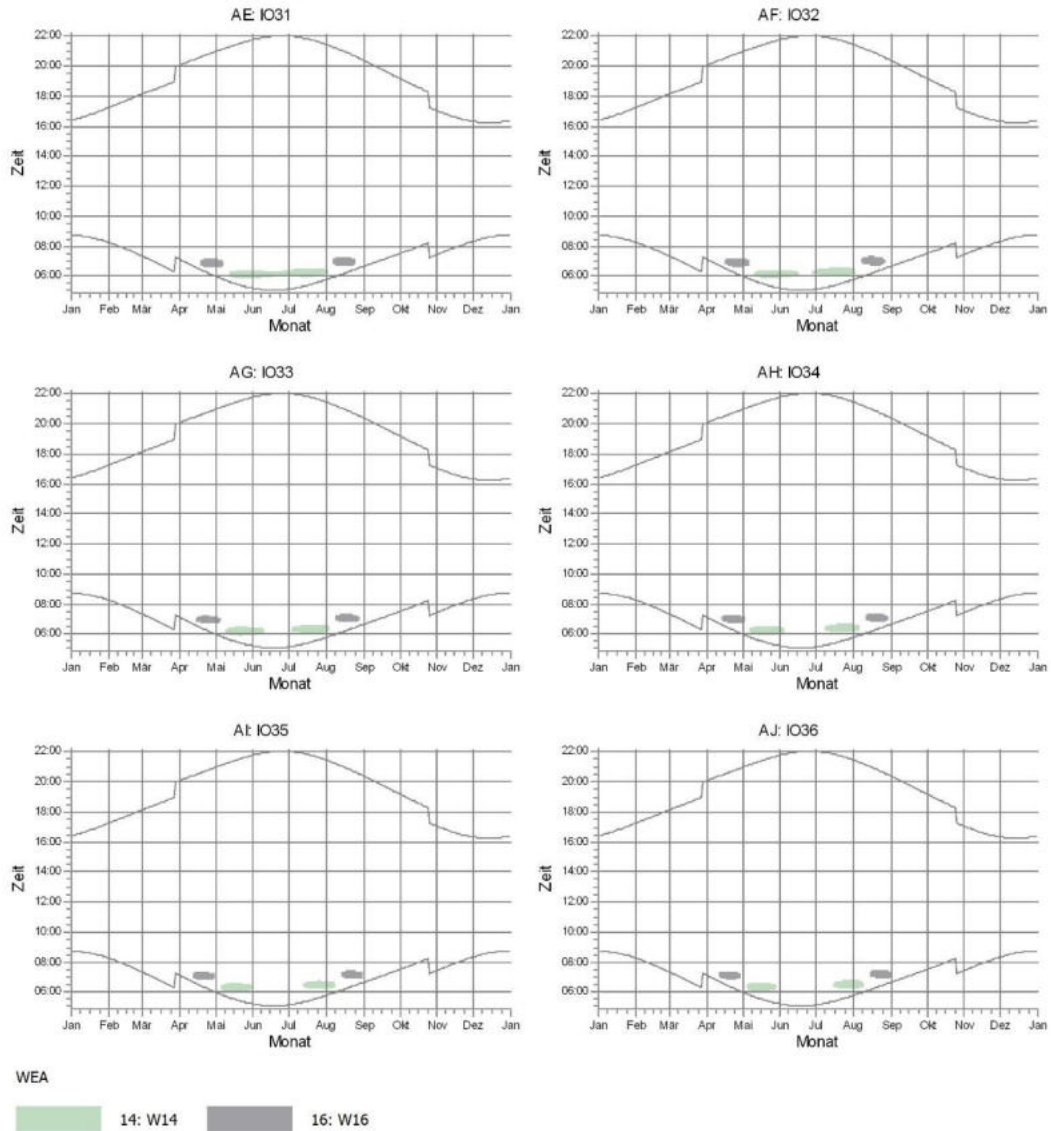 AE: IO31
22:00
20:00
18:00
16:00
14:00
12:00
10:00
08:00
06:00
Zeit
Jan Feb Mär Apr Mai Jun Jul Aug Sep Okt Nov Dez Jan
Monat
AF: IO32
22:00
20:00
18:00
16:00
14:00
12:00
10:00
08:00
06:00
Zeit
Jan Feb Mär Apr Mai Jun Jul Aug Sep Okt Nov Dez Jan
Monat
AG: IO33
22:00
20:00
18:00
16:00
14:00
12:00
10:00
08:00
06:00
Zeit
Jan Feb Mär Apr Mai Jun Jul Aug Sep Okt Nov Dez Jan
Monat
AH: IO34
22:00
20:00
18:00
16:00
14:00
12:00
10:00
08:00
06:00
Zeit
Jan Feb Mär Apr Mai Jun Jul Aug Sep Okt Nov Dez Jan
Monat
AI: IO35
22:00
20:00
18:00
16:00
14:00
12:00
10:00
08:00
06:00
Zeit
Jan Feb Mär Apr Mai Jun Jul Aug Sep Okt Nov Dez Jan
Monat
AJ: IO36
22:00
20:00
18:00
16:00
14:00
12:00
10:00
08:00
06:00
Zeit
Jan Feb Mär Apr Mai Jun Jul Aug Sep Okt Nov Dez Jan
Monat
WEA
14: W14 16: W16